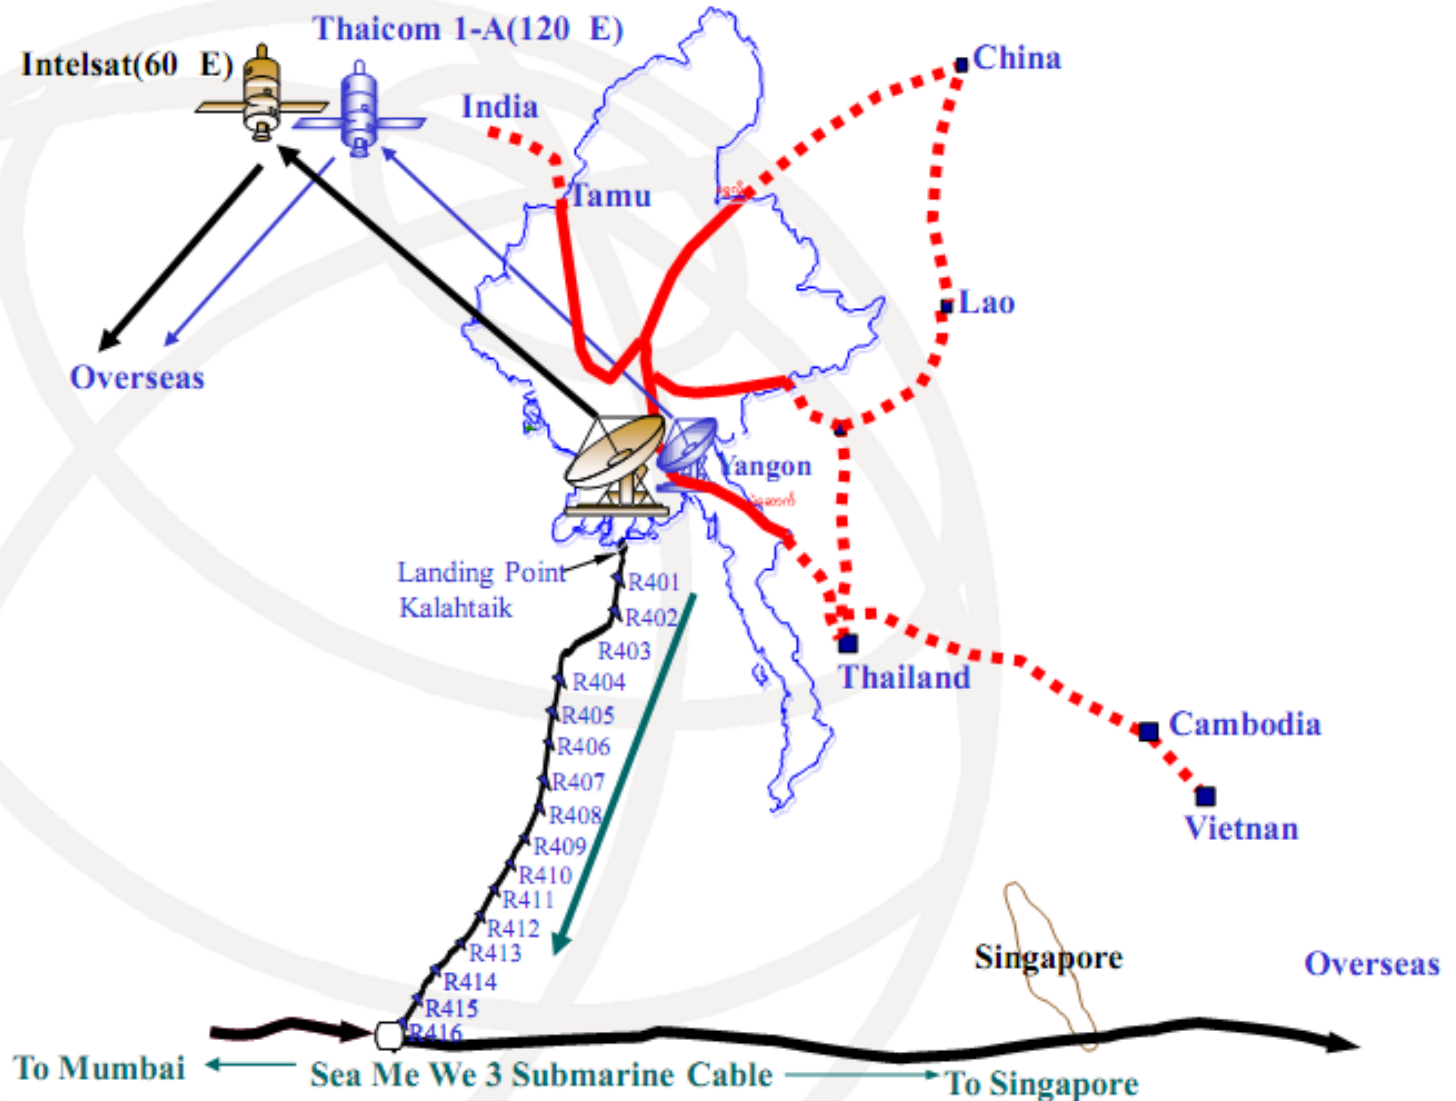 Thaicom 1-A(120 E)
Intelsat(60 E)
China
India
Tamu
Lao
Overseas
Yangon
Landing Point
Kalahtaik
R401
R402
R403
R404
R405
R406
R407
R408
R409
R410
R411
R412
R413
R414
R415
R416
Thailand
Cambodia
Vietnan
Singapore
Overseas
To Mumbai
Sea Me We 3 Submarine Cable
To Singapore